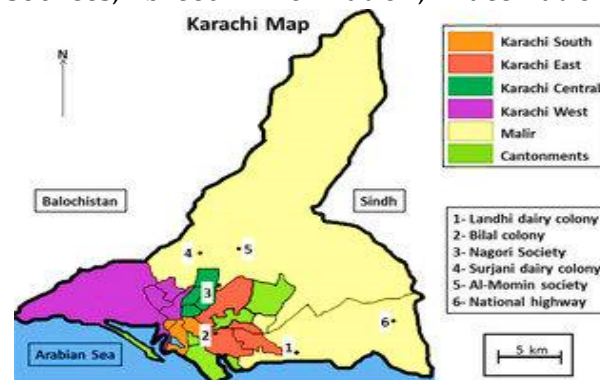 Karachi Map
N
Karachi South
Karachi East
Karachi Central
Karachi West
Malir
Cantonments
Balochistan
Sindh
1- Landhi dairy colony
2- Bilal colony
3- Nagori Society
4- Surjani dairy colony
5- Al-Momin society
6- National highway
4
5
3
2
6
1
Arabian Sea
5 km